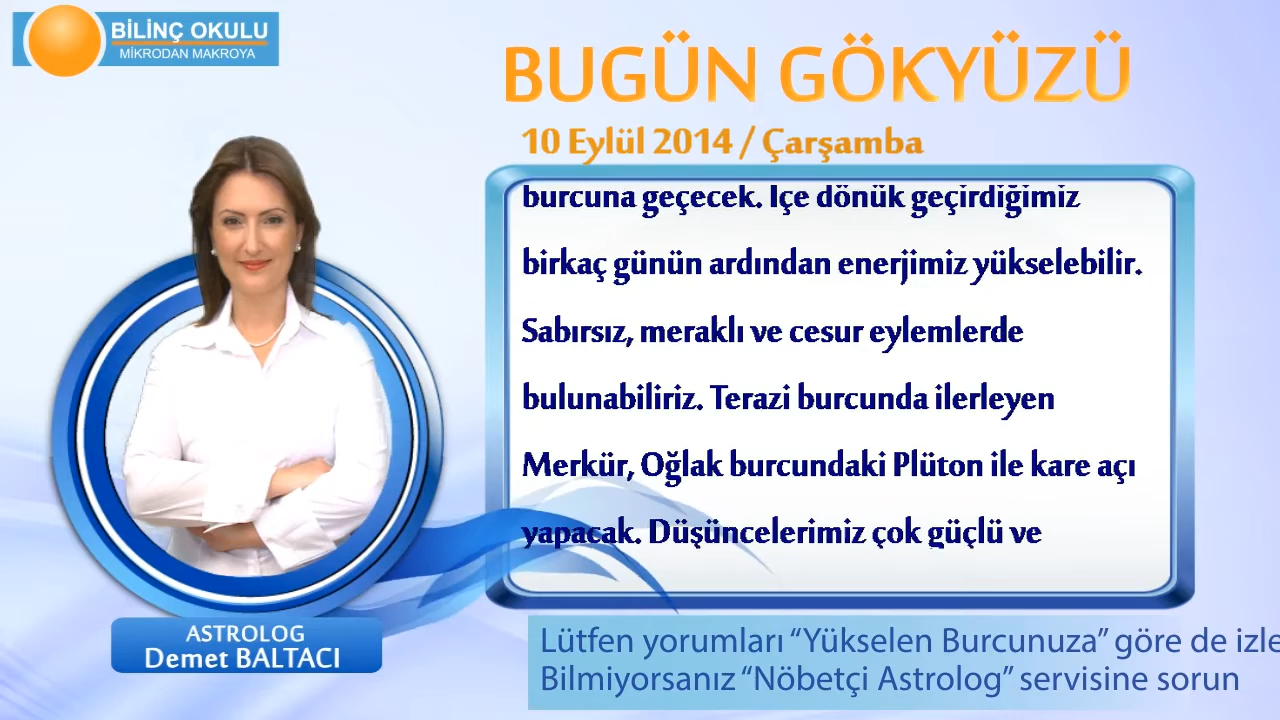 BİLİNÇ OKULU
MİKRODAN MAKROYA
BUGÜN GÖKYÜZÜ
10 Eylül 2014 / Çarşamba
burcuna geçecek. Içe dönük geçirdiğimiz
birkaç günün ardından enerjimiz yükselebilir.
Sabırsız, meraklı ve cesur eylemlerde
bulunabiliriz. Terazi burcunda ilerleyen
Merkür, Oğlak burcundaki Plüton ile kare açı
yapacak. Düşüncelerimiz çok güçlü ve
ASTROLOG
Demet BALTACI
Lütfen yorumları “Yükselen Burcunuza” göre de izle
Bilmiyorsanız “Nöbetçi Astrolog” servisine sorun